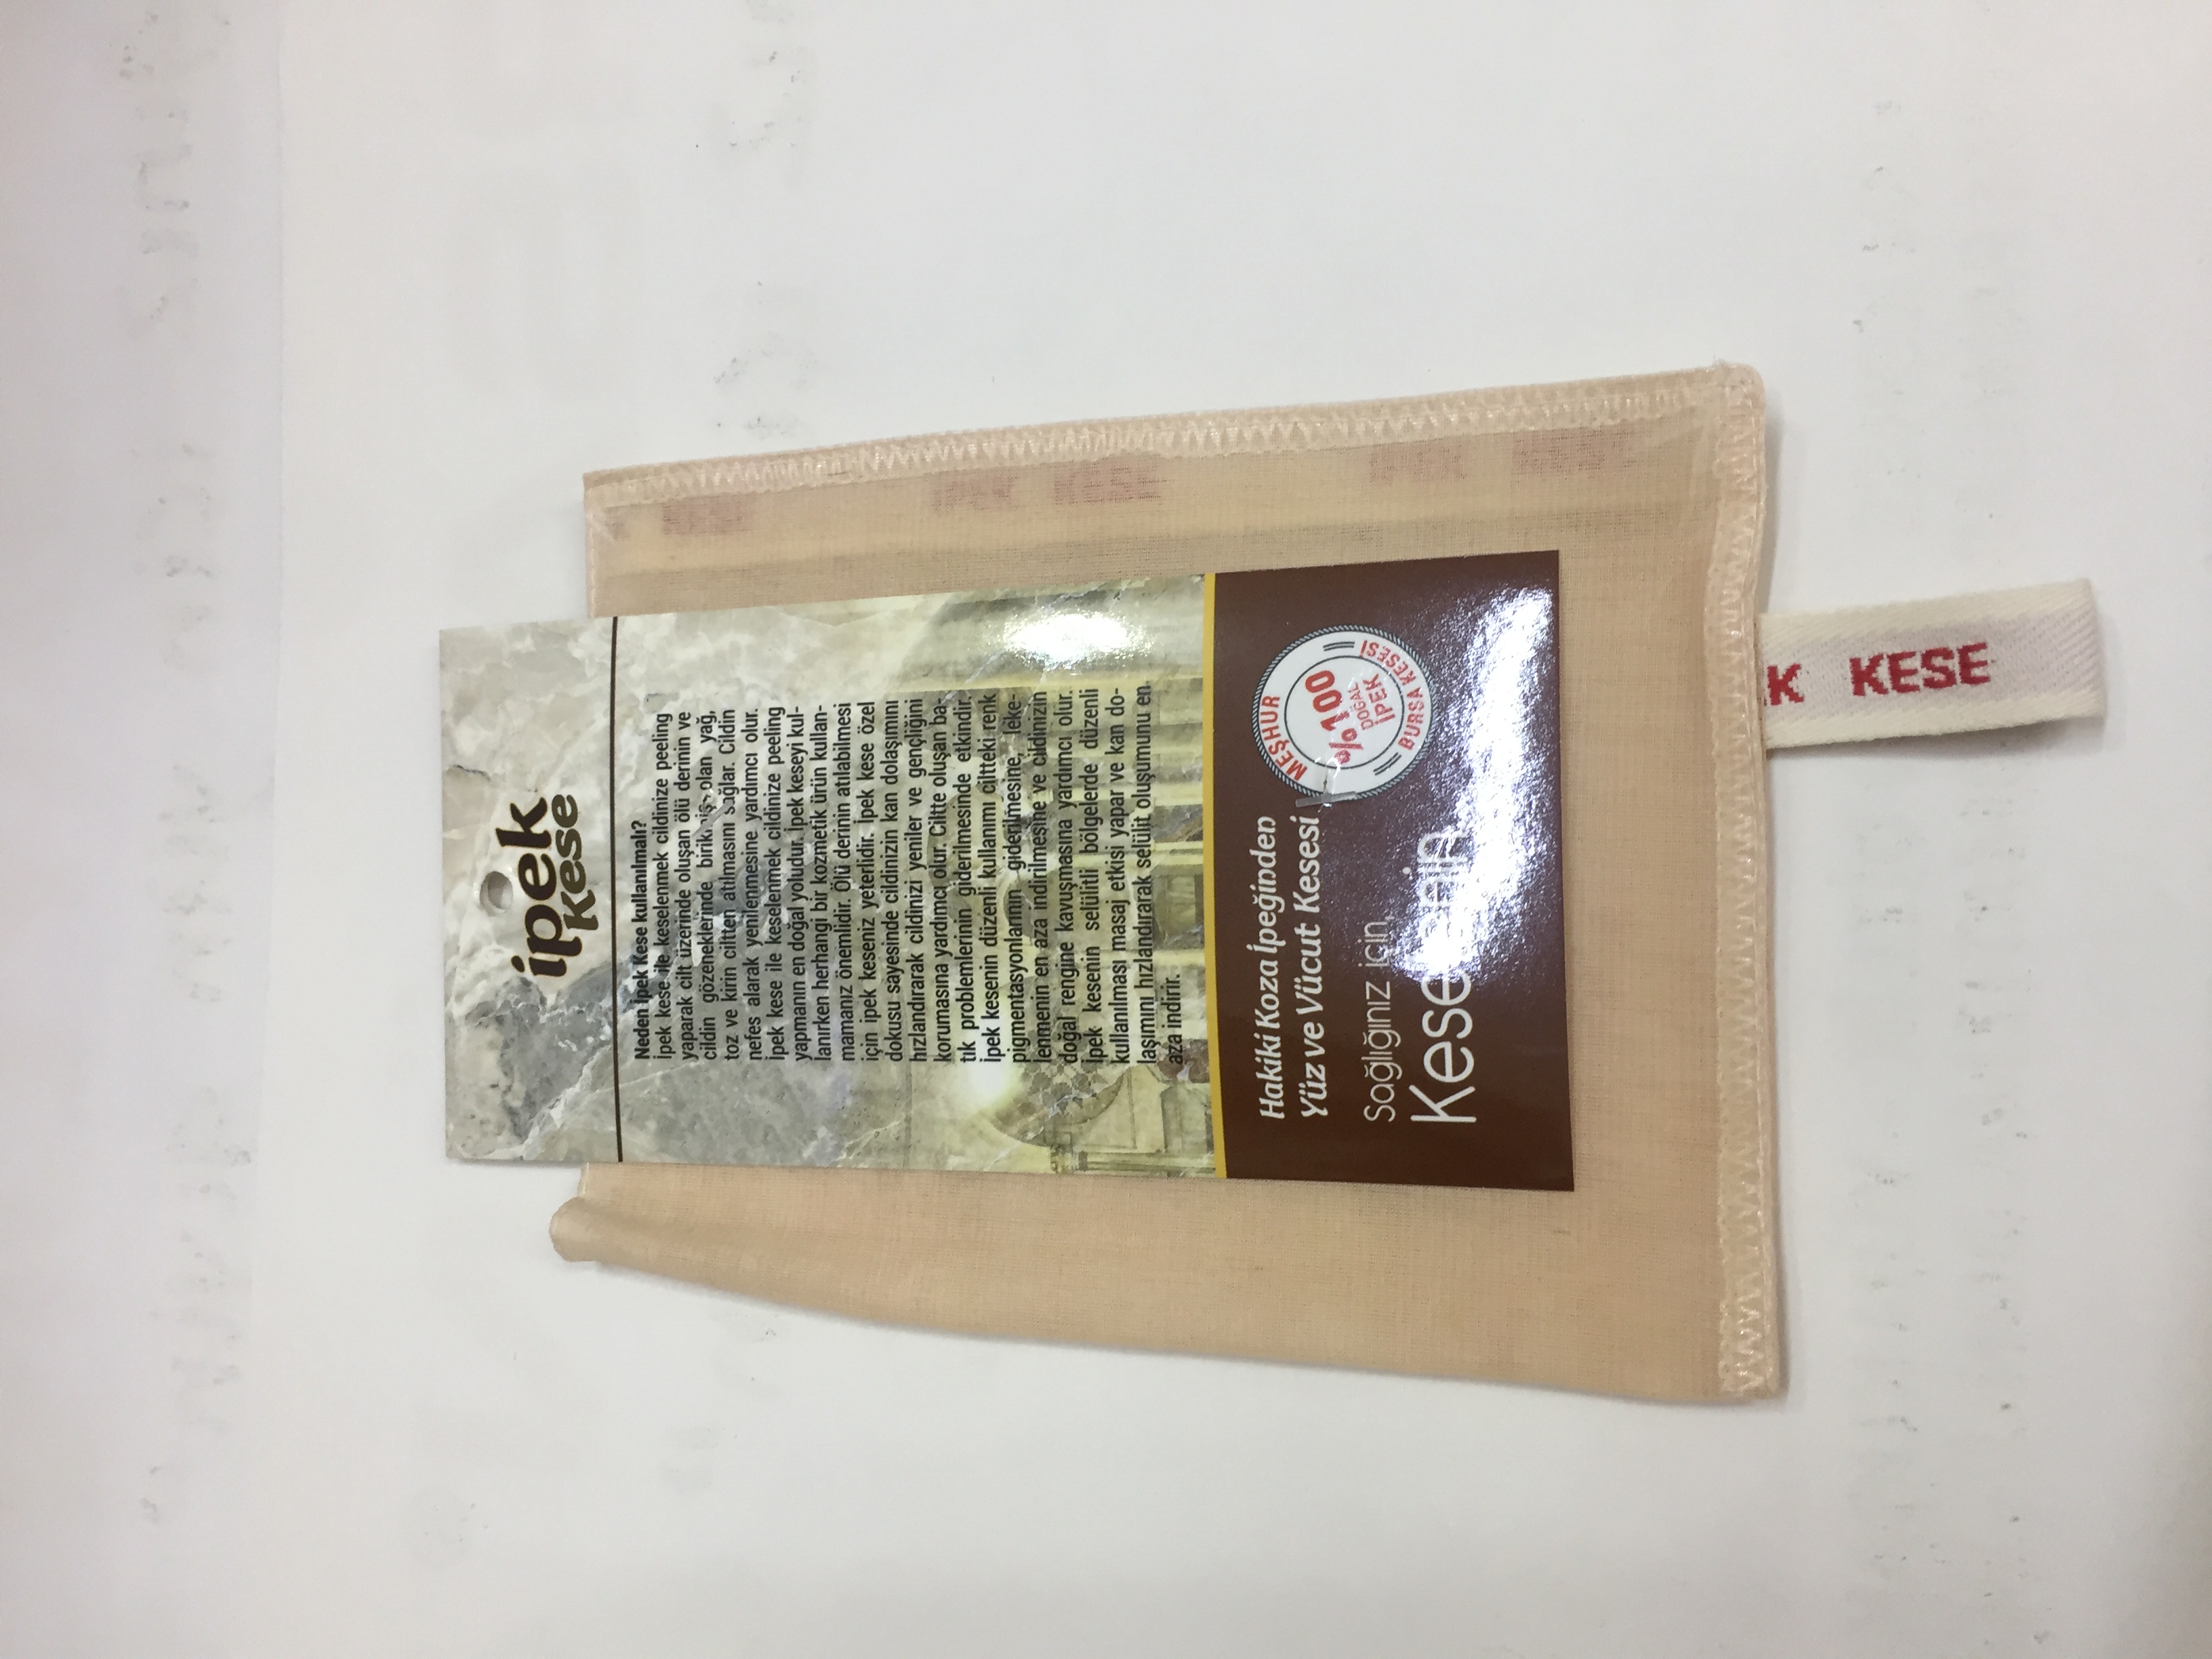 ipek
Kese
Neden İpek Kese kullanılmalı?
İpek kese ile keselenmek cildinize peeling
yaparak cilt üzerinde oluşan ölü derinin ve
cildin gözeneklerinde birikmiş olan yağ,
toz ve kirin ciltten atılmasını sağlar. Cildin
nefes alarak yenilenmesine yardımcı olur.
İpek kese ile keselenmek cildinize peeling
yapmanın en doğal yoludur. İpek keseyi kul-
lanırken herhangi bir kozmetik ürün kullan-
mamanız önemlidir. Ölü derinin atılabilmesi
için ipek keseniz yeterlidir. İpek kese özel
dokusu sayesinde cildinizin kan dolaşımını
hızlandırarak cildinizi yeniler ve gençliğini
korumasına yardımcı olur. Ciltte oluşan ba-
tık problemlerinin giderilmesinde etkindir.
İpek kesenin düzenli kullanımı ciltteki renk
pigmentasyonlarının giderilmesine, leke-
lenmenin en aza indirilmesine ve cildinizin
doğal rengine kavuşmasına yardımcı olur.
İpek kesenin selülitli bölgelerde düzenli
kullanılması masaj etkisi yapar ve kan do-
laşımını hızlandırarak selülit oluşumunu en
aza indirir.
Hakiki Koza İpeğinden
Yüz ve Vücut Kesesi
Sağlığınız için,
Keselenin
MEŞHUR
%100
DOĞAL
İPEK
BURSA KESESİ
K KESE
KESE
İPEK KESE
İPEK KESE